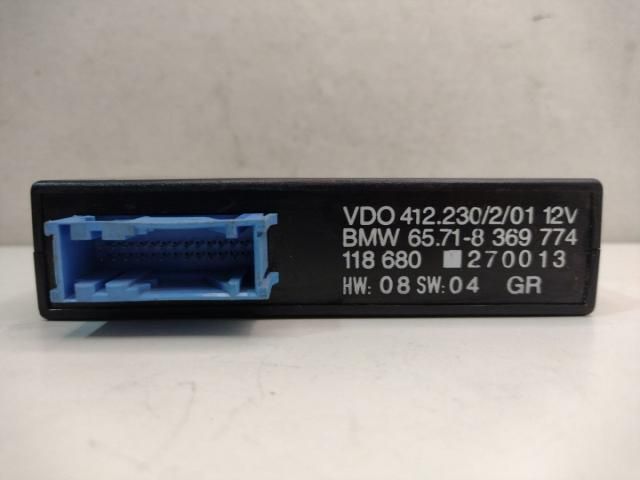 VDO 412.230/2/01 12V
BMW 65.71-8 369 774
118 680 270013
HW: 08 SW: 04 GR